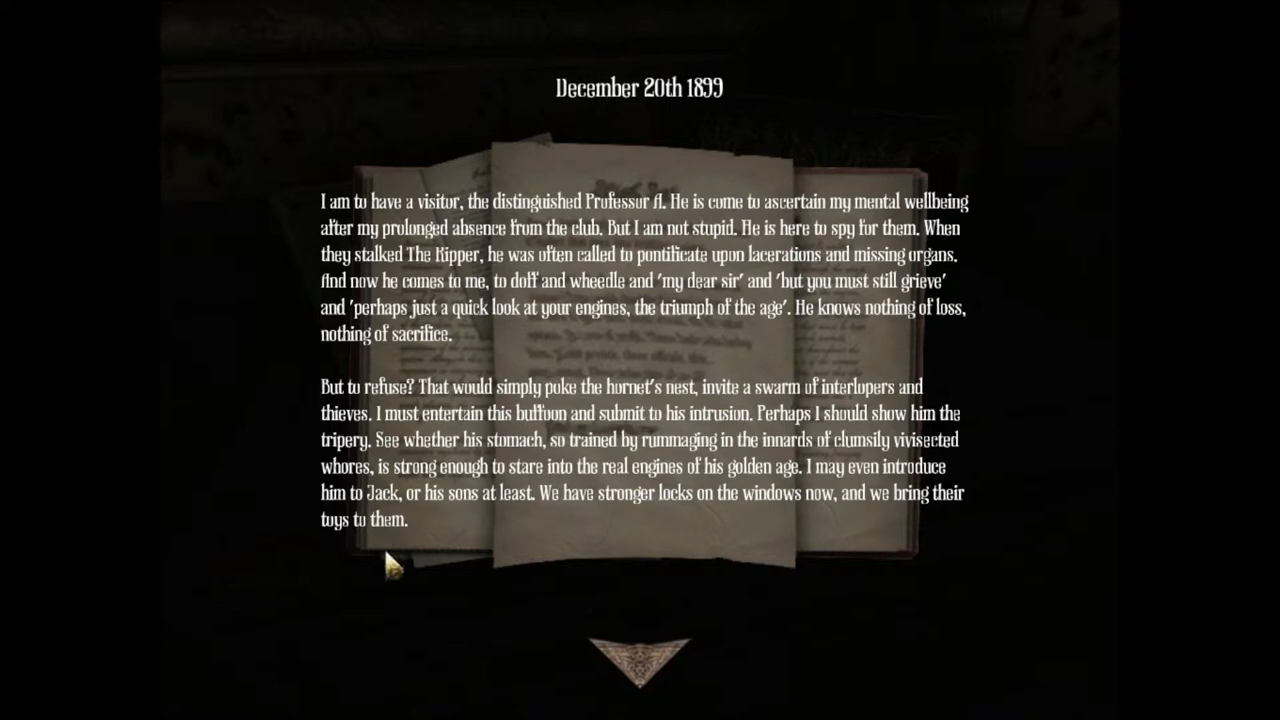 December 20th 1899
I am to have a visitor, the distinguished Professor A. He is come to ascertain my mental wellbeing
after my prolonged absence from the club. But I am not stupid. He is here to spy for them. When
they stalked The Ripper, he was often called to pontificate upon lacerations and missing organs.
And now he comes to me, to doff and wheedle and 'my dear sir' and 'but you must still grieve'
and 'perhaps just a quick look at your engines, the triumph of the age'. He knows nothing of loss,
nothing of sacrifice.
But to refuse? That would simply poke the hornet's nest, invite a swarm of interlopers and
thieves. I must entertain this buffoon and submit to his intrusion. Perhaps I should show him the
tripery. See whether his stomach, so trained by rummaging in the innards of clumsily vivisected
whores, is strong enough to stare into the real engines of his golden age. I may even introduce
him to Jack, or his sons at least. We have stronger locks on the windows now, and we bring their
toys to them.